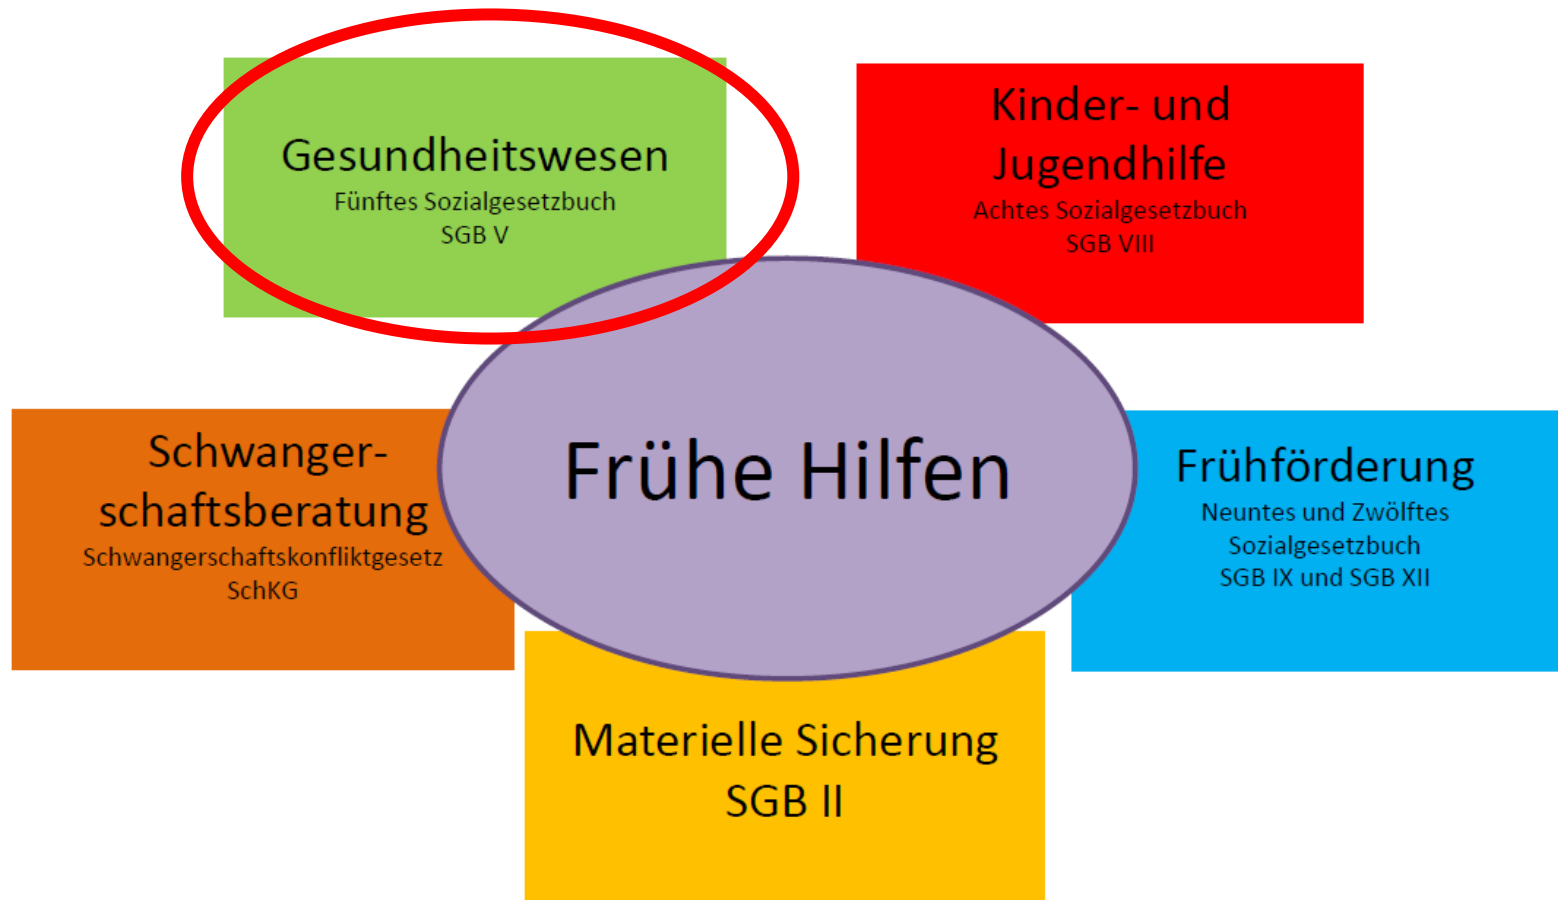 Gesundheitswesen
Fünftes Sozialgesetzbuch
SGB V
Kinder- und
Jugendhilfe
Achtes Sozialgesetzbuch
SGB VIII
Schwanger-
schaftsberatung
Schwangerschaftskonfliktgesetz
SchKG
Frühe Hilfen
Frühförderung
Neuntes und Zwölftes
Sozialgesetzbuch
SGB IX und SGB XII
Materielle Sicherung
SGB II